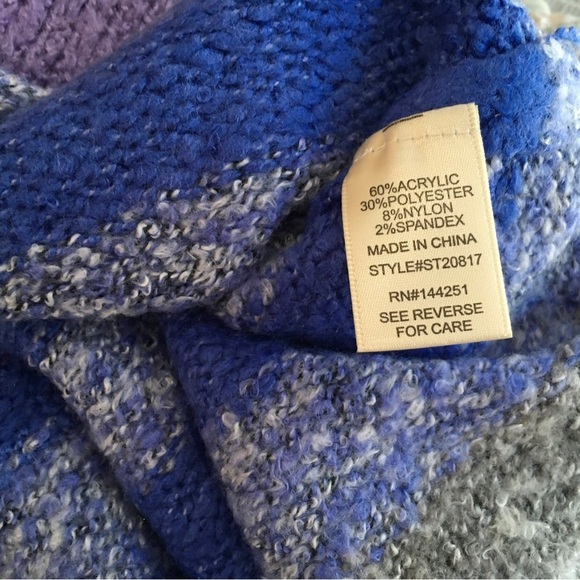 60%ACRYLIC
30%POLYESTER
8%NYLON
2%SPANDEX
MADE IN CHINA
STYLE#ST20817
RN#144251
SEE REVERSE
FOR CARE